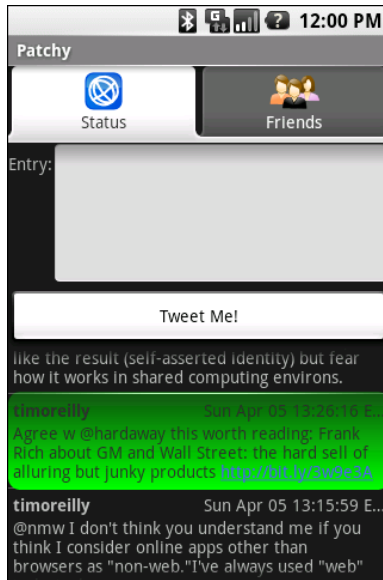 12:00 PM
Patchy
Status
Friends
Entry:
Tweet Me!
like the result (self-asserted identity) but fear
how it works in shared computing environs.
timoreilly Sun Apr 05 13:26:16 E...
Agree w @hardaway this worth reading: Frank
Rich about GM and Wall Street: the hard sell of
alluring but junky products http://bit.ly/3w9e3A
timoreilly Sun Apr 05 13:15:59 E...
@nmw I don't think you understand me if you
think I consider online apps other than
browsers as "non-web."I've always used "web"